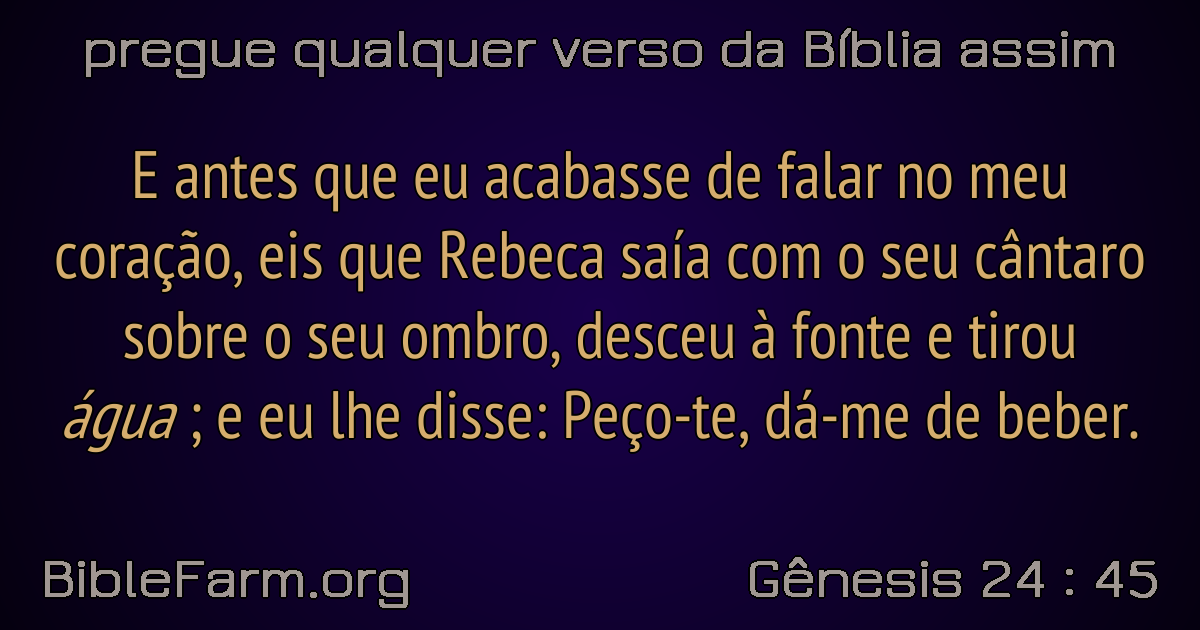 pregue qualquer verso da Bíblia assim
E antes que eu acabasse de falar no meu
coração, eis que Rebeca saía com o seu cântaro
sobre o seu ombro, desceu à fonte e tirou
água ; e eu lhe disse: Peço-te, dá-me de beber.
BibleFarm.org
Gênesis 24 : 45